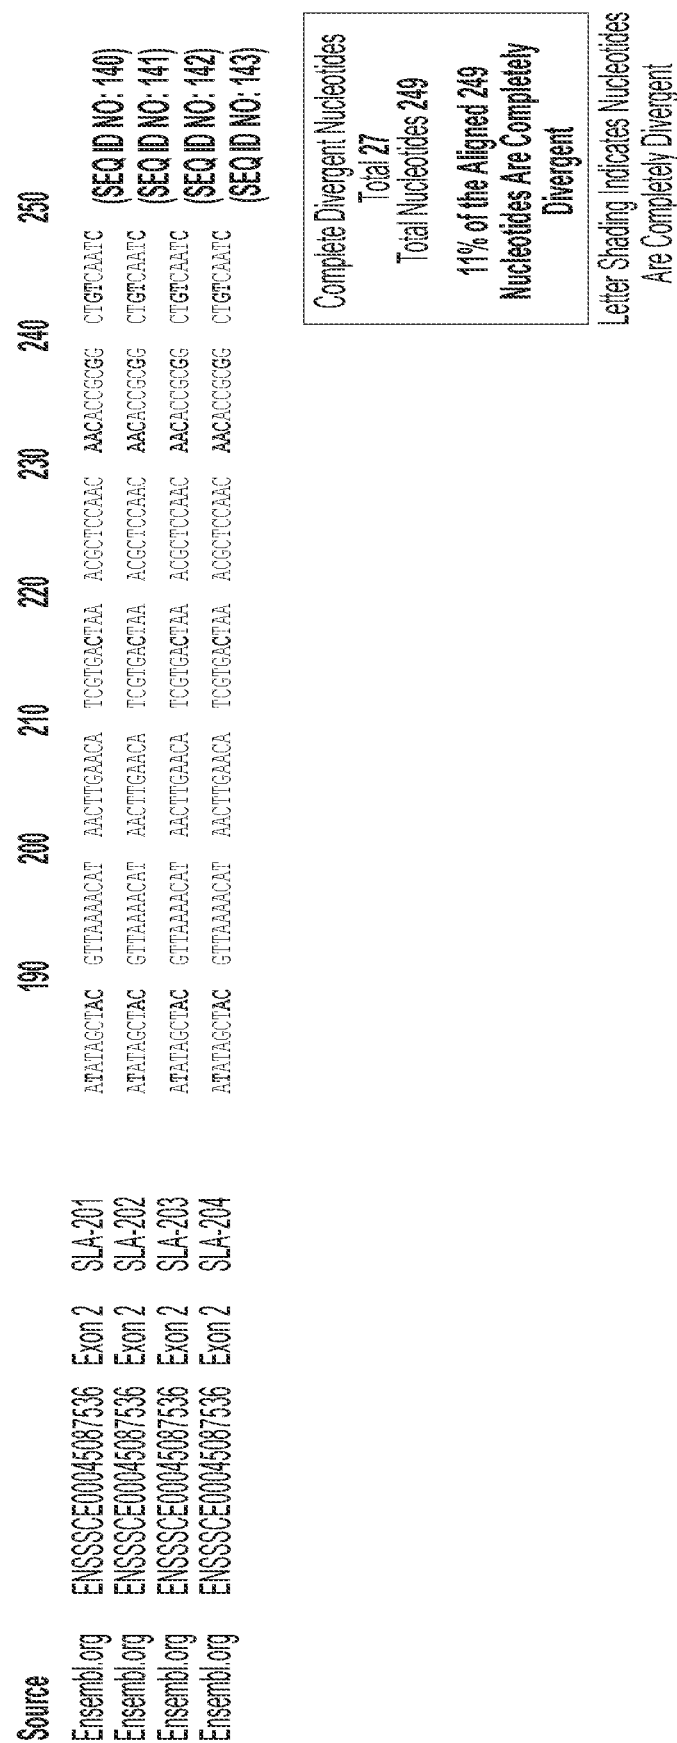 Source 190 200 210 220 230 240 250
Ensembl.org ENSSSCE00045087536 Exon 2 SLA-201 ATATAGCTAC GTTAAAACAT AACTTGAACA TCGTGACTAA ACGCTCCAAC AACACCGCGG CTGTCAATC (SEQ ID NO: 140)
Ensembl.org ENSSSCE00045087536 Exon 2 SLA-202 ATATAGCTAC GTTAAAACAT AACTTGAACA TCGTGACTAA ACGCTCCAAC AACACCGCGG CTGTCAATC (SEQ ID NO: 141)
Ensembl.org ENSSSCE00045087536 Exon 2 SLA-203 ATATAGCTAC GTTAAAACAT AACTTGAACA TCGTGACTAA ACGCTCCAAC AACACCGCGG CTGTCAATC (SEQ ID NO: 142)
Ensembl.org ENSSSCE00045087536 Exon 2 SLA-204 ATATAGCTAC GTTAAAACAT AACTTGAACA TCGTGACTAA ACGCTCCAAC AACACCGCGG CTGTCAATC (SEQ ID NO: 143)
Complete Divergent Nucleotides
Total 27
Total Nucleotides 249
11% of the Aligned 249
Nucleotides Are Completely
Divergent
Letter Shading Indicates Nucleotides
Are Completely Divergent